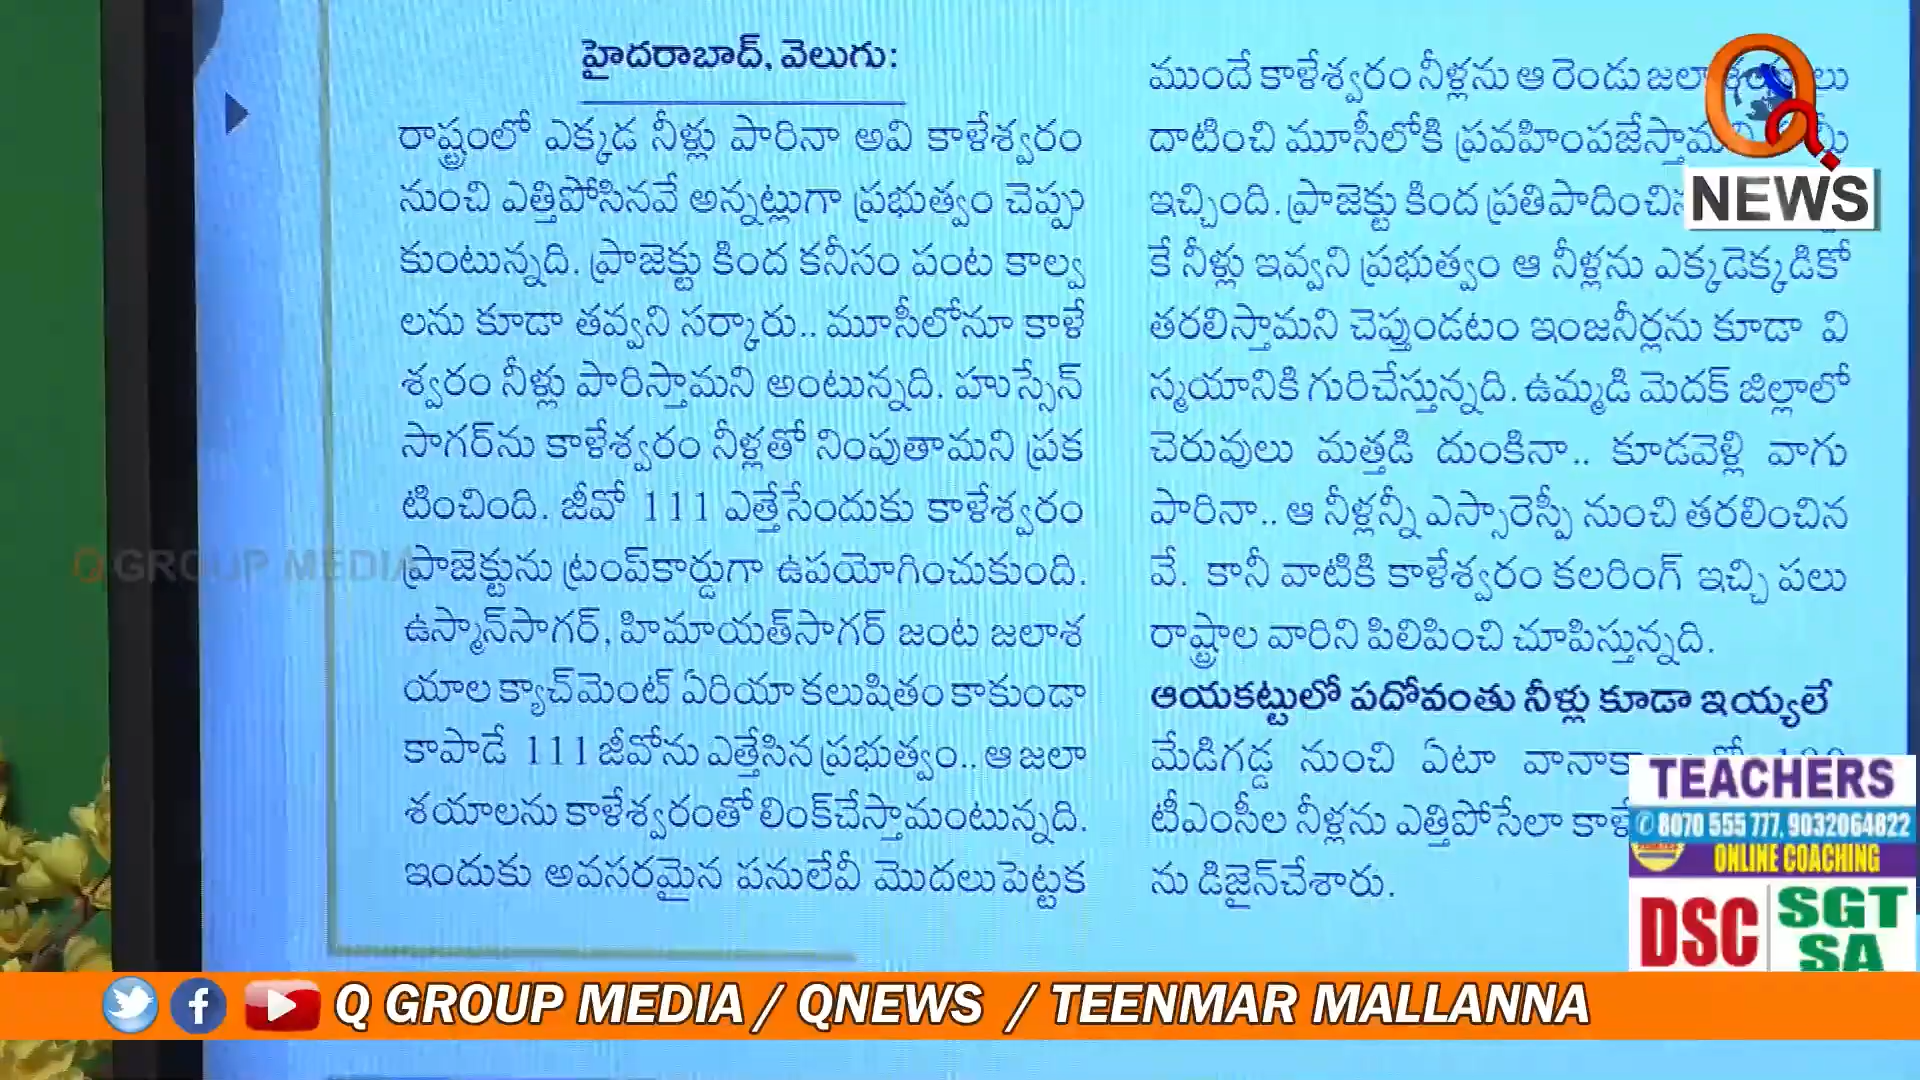 హైదరాబాద్, వెలుగు:
రాష్ట్రంలో ఎక్కడ నీళ్లు పారినా అవి కాళేశ్వరం
నుంచి ఎత్తిపోసినవే అన్నట్లుగా ప్రభుత్వం చెప్పు
కుంటున్నది. ప్రాజెక్టు కింద కనీసం పంట కాల్వ
లను కూడా తవ్వని సర్కారు.. మూసీలోనూ కాళే
శ్వరం నీళ్లు పారిస్తామని అంటున్నది. హుస్సేన్
సాగర్‌ను కాళేశ్వరం నీళ్లతో నింపుతామని ప్రక
టించింది. జీవో 111 ఎత్తేసేందుకు కాళేశ్వరం
ప్రాజెక్టును ట్రంప్‌కార్డుగా ఉపయోగించుకుంది.
ఉస్మాన్‌సాగర్, హిమాయత్‌సాగర్ జంట జలాశ
యాల క్యాచ్‌మెంట్ ఏరియా కలుషితం కాకుండా
కాపాడే 111 జీవోను ఎత్తేసిన ప్రభుత్వం.. ఆ జలా
శయాలను కాళేశ్వరంతో లింక్‌చేస్తామంటున్నది.
ఇందుకు అవసరమైన పనులేవీ మొదలుపెట్టక
ముందే కాళేశ్వరం నీళ్లను ఆ రెండు
దాటించి మూసీలోకి
ఇచ్చింది. ప్రాజెక్టు కింద
కే నీళ్లు ఇవ్వని ప్రభుత్వం ఆ నీళ్లను ఎక్కడెక్కడికో
తరలిస్తామని చెప్తుండటం ఇంజనీర్లను కూడా వి
స్మయానికి గురిచేస్తున్నది. ఉమ్మడి మెదక్ జిల్లాలో
చెరువులు మత్తడి దుంకినా.. కూడవెళ్లి వాగు
పారినా.. ఆ నీళ్లన్నీ ఎస్సారెస్పీ నుంచి తరలించిన
వే. కానీ వాటికి కాళేశ్వరం కలరింగ్ ఇచ్చి పలు
రాష్ట్రాల వారిని పిలిపించి చూపిస్తున్నది.
ఆయకట్టులో పదోవంతు నీళ్లు కూడా ఇయ్యలే
మేడిగడ్డ నుంచి ఏటా
టీఎంసీల నీళ్లను ఎత్తిపోసేలా
ను డిజైన్‌చేశారు.
Q NEWS
Q GROUP MEDIA
TEACHERS
8070 555 777, 9032064822
ONLINE COACHING
DSC SGT
SA
Q GROUP MEDIA / QNEWS / TEENMAR MALLANNA